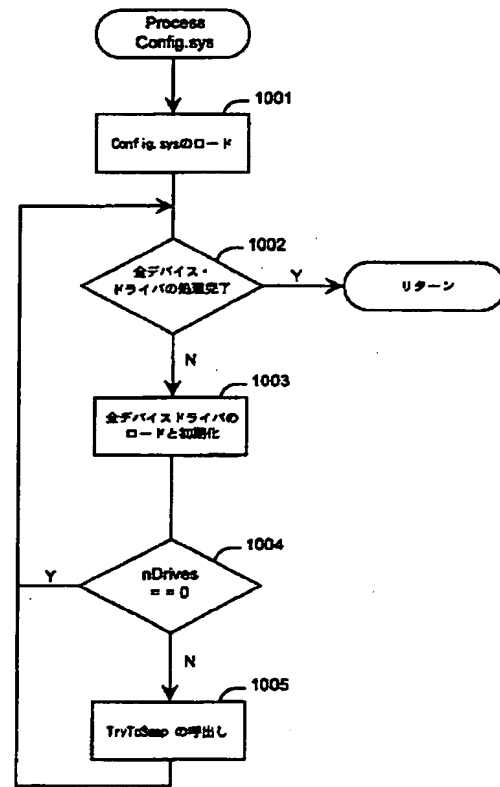 Process
Config.sys
1001
Config.sysのロード
1002
全デバイス・
ドライバの処理完了
Y
リターン
N
1003
全デバイスドライバの
ロードと初期化
1004
nDrives
= = 0
Y
N
1005
TryToSwap の呼出し